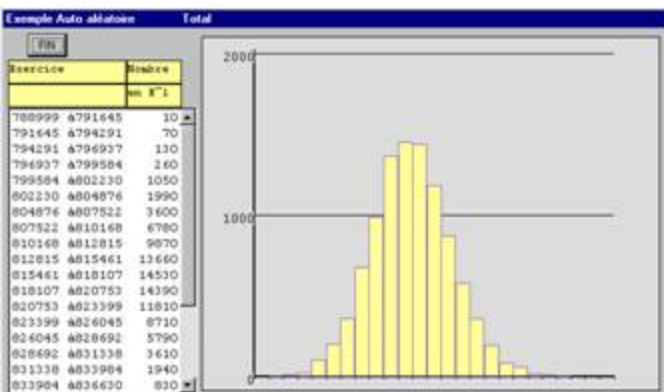 Exemple Auto aléatoire Total
FIN
Exercice Nombre
en X^1
788999 à791645 10
791645 à794291 70
794291 à796937 130
796937 à799584 260
799584 à802230 1050
802230 à804876 1990
804876 à807522 3600
807522 à810168 6780
810168 à812815 9870
812815 à815461 13660
815461 à818107 14530
818107 à820753 14390
820753 à823399 11810
823399 à826045 8710
826045 à828692 5790
828692 à831338 3610
831338 à833984 1940
833984 à836630 830
2000
1000
0